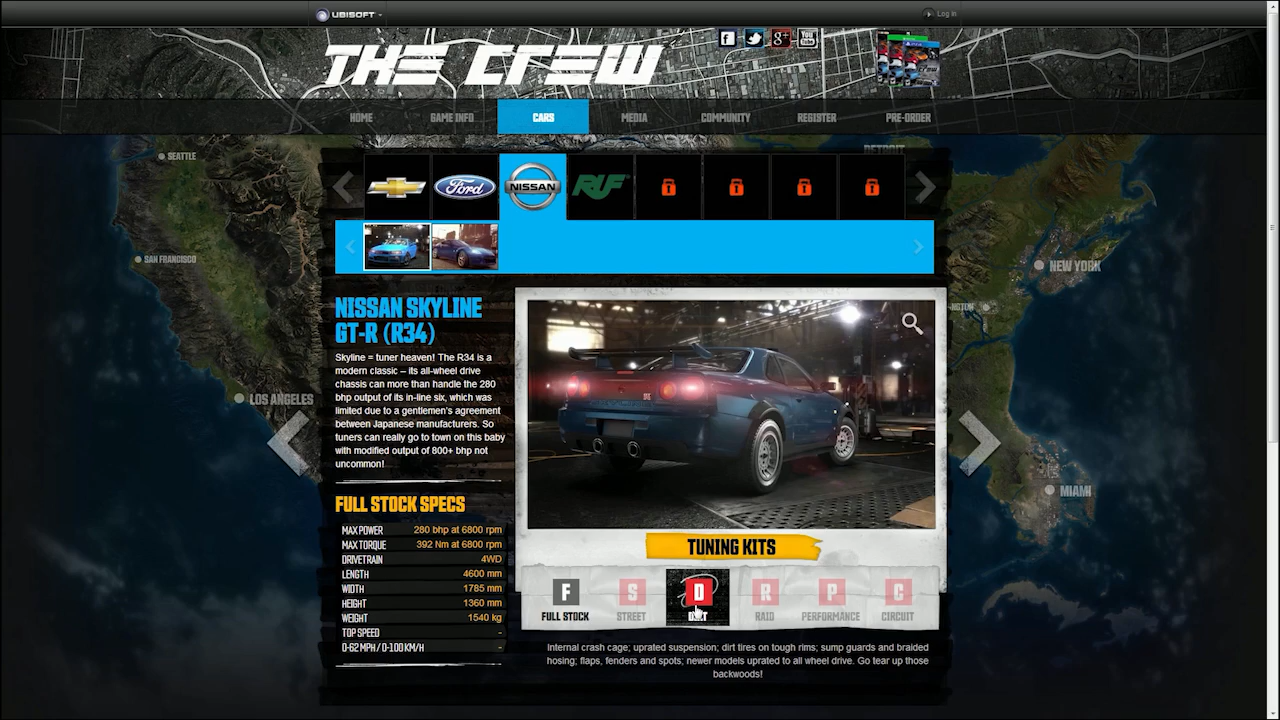 UBISOFT
Log in
THE CREW
f
g+
You
Tube
HOME
GAME INFO
CARS
MEDIA
COMMUNITY
REGISTER
PRE-ORDER
DETROIT
SEATTLE
Ford
NISSAN
RUF
SAN FRANCISCO
NEW YORK
NISSAN SKYLINE
GT-R (R34)
Skyline = tuner heaven! The R34 is a
modern classic – its all-wheel drive
chassis can more than handle the 280
bhp output of its in-line six, which was
limited due to a gentlemen's agreement
between Japanese manufacturers. So
tuners can really go to town on this baby
with modified output of 800+ bhp not
uncommon!
LOS ANGELES
MIAMI
FULL STOCK SPECS
MAX POWER 280 bhp at 6800 rpm
MAX TORQUE 392 Nm at 6800 rpm
DRIVETRAIN 4WD
LENGTH 4600 mm
WIDTH 1785 mm
HEIGHT 1360 mm
WEIGHT 1540 kg
TOP SPEED -
0-62 MPH / 0-100 KM/H -
TUNING KITS
F S D R P C
FULL STOCK STREET DIRT RAID PERFORMANCE CIRCUIT
Internal crash cage; uprated suspension; dirt tires on tough rims; sump guards and braided
hosing; flaps, fenders and spots; newer models uprated to all wheel drive. Go tear up those
backwoods!